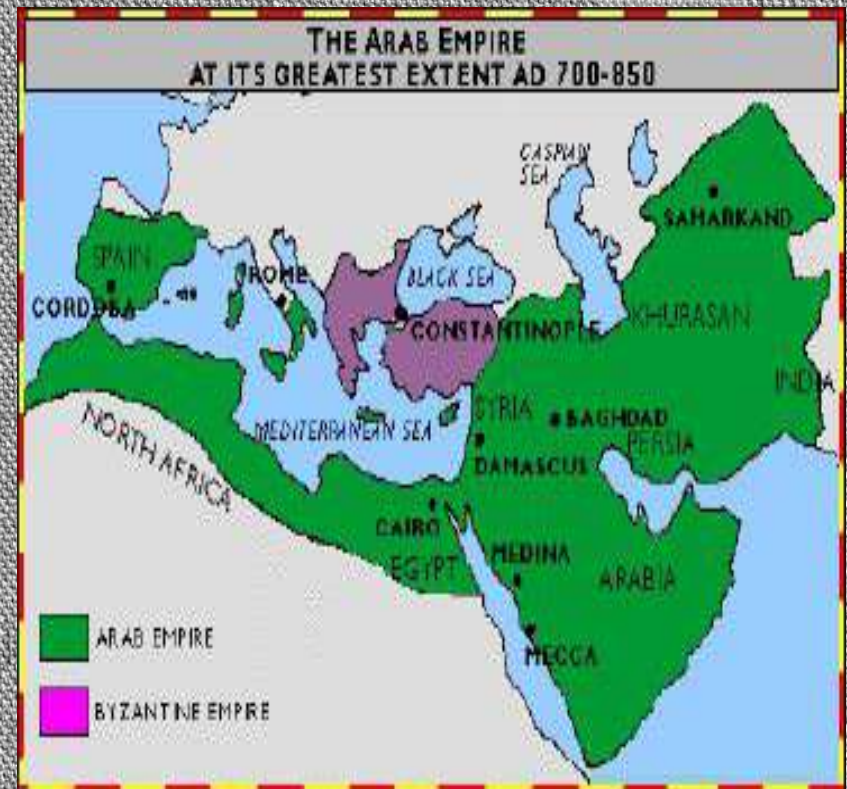 THE ARAB EMPIRE
AT ITS GREATEST EXTENT AD 700-850
CASPIAN
SEA
SAMARKAND
SPAIN
ROME
BLACK SEA
CORDOBA
CONSTANTINOPLE
KHURASAN
INDIA
SYRIA
BAGHDAD
NORTH AFRICA
MEDITERRANEAN SEA
PERSIA
DAMASCUS
CAIRO
MEDINA
EGYPT
ARABIA
MECCA
ARAB EMPIRE
BYZANTINE EMPIRE